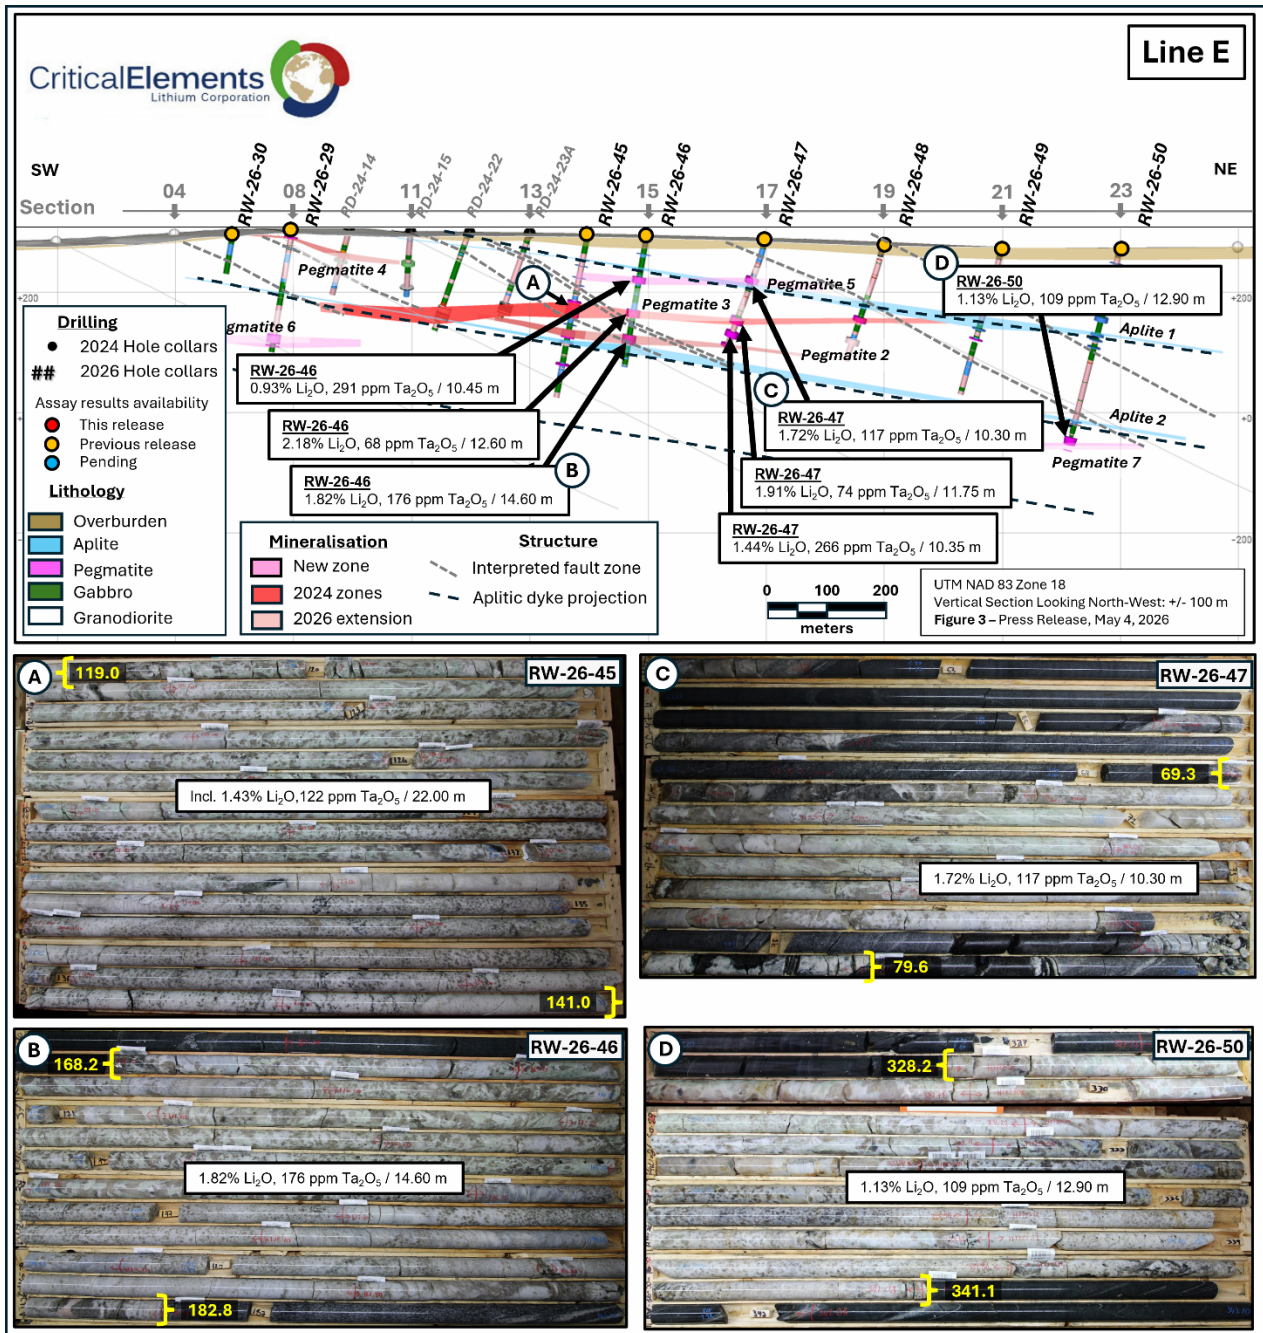 CriticalElements
Lithium Corporation
Line E
SW
NE
Section
04
08
11
13
15
17
19
21
23
RW-26-30
RW-26-29
RD-24-14
RD-24-15
RD-24-22
RD-24-23A
RW-26-45
RW-26-46
RW-26-47
RW-26-48
RW-26-49
RW-26-50
Pegmatite 4
Pegmatite 5
Pegmatite 3
Pegmatite 2
gmatite 6
Pegmatite 7
Aplite 1
Aplite 2
+200
+200
+0
+200
-200
A
B
C
D
RW-26-50
1.13% Li₂O, 109 ppm Ta₂O₅ / 12.90 m
RW-26-46
0.93% Li₂O, 291 ppm Ta₂O₅ / 10.45 m
RW-26-46
2.18% Li₂O, 68 ppm Ta₂O₅ / 12.60 m
RW-26-46
1.82% Li₂O, 176 ppm Ta₂O₅ / 14.60 m
RW-26-47
1.72% Li₂O, 117 ppm Ta₂O₅ / 10.30 m
RW-26-47
1.91% Li₂O, 74 ppm Ta₂O₅ / 11.75 m
RW-26-47
1.44% Li₂O, 266 ppm Ta₂O₅ / 10.35 m
Drilling
2024 Hole collars
## 2026 Hole collars
Assay results availability
This release
Previous release
Pending
Lithology
Overburden
Aplite
Pegmatite
Gabbro
Granodiorite
Mineralisation
New zone
2024 zones
2026 extension
Structure
Interpreted fault zone
Aplitic dyke projection
0 100 200
meters
UTM NAD 83 Zone 18
Vertical Section Looking North-West: +/- 100 m
Figure 3 – Press Release, May 4, 2026
A
119.0
RW-26-45
Incl. 1.43% Li₂O,122 ppm Ta₂O₅ / 22.00 m
141.0
C
RW-26-47
69.3
1.72% Li₂O, 117 ppm Ta₂O₅ / 10.30 m
79.6
B
168.2
RW-26-46
1.82% Li₂O, 176 ppm Ta₂O₅ / 14.60 m
182.8
D
328.2
RW-26-50
1.13% Li₂O, 109 ppm Ta₂O₅ / 12.90 m
341.1